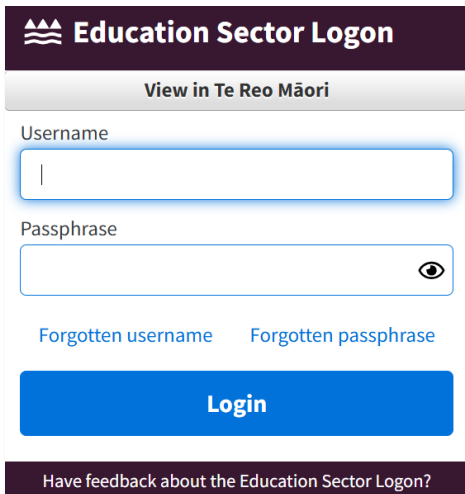 Education Sector Logon
View in Te Reo Māori
Username
Passphrase
Forgotten username Forgotten passphrase
Login
Have feedback about the Education Sector Logon?